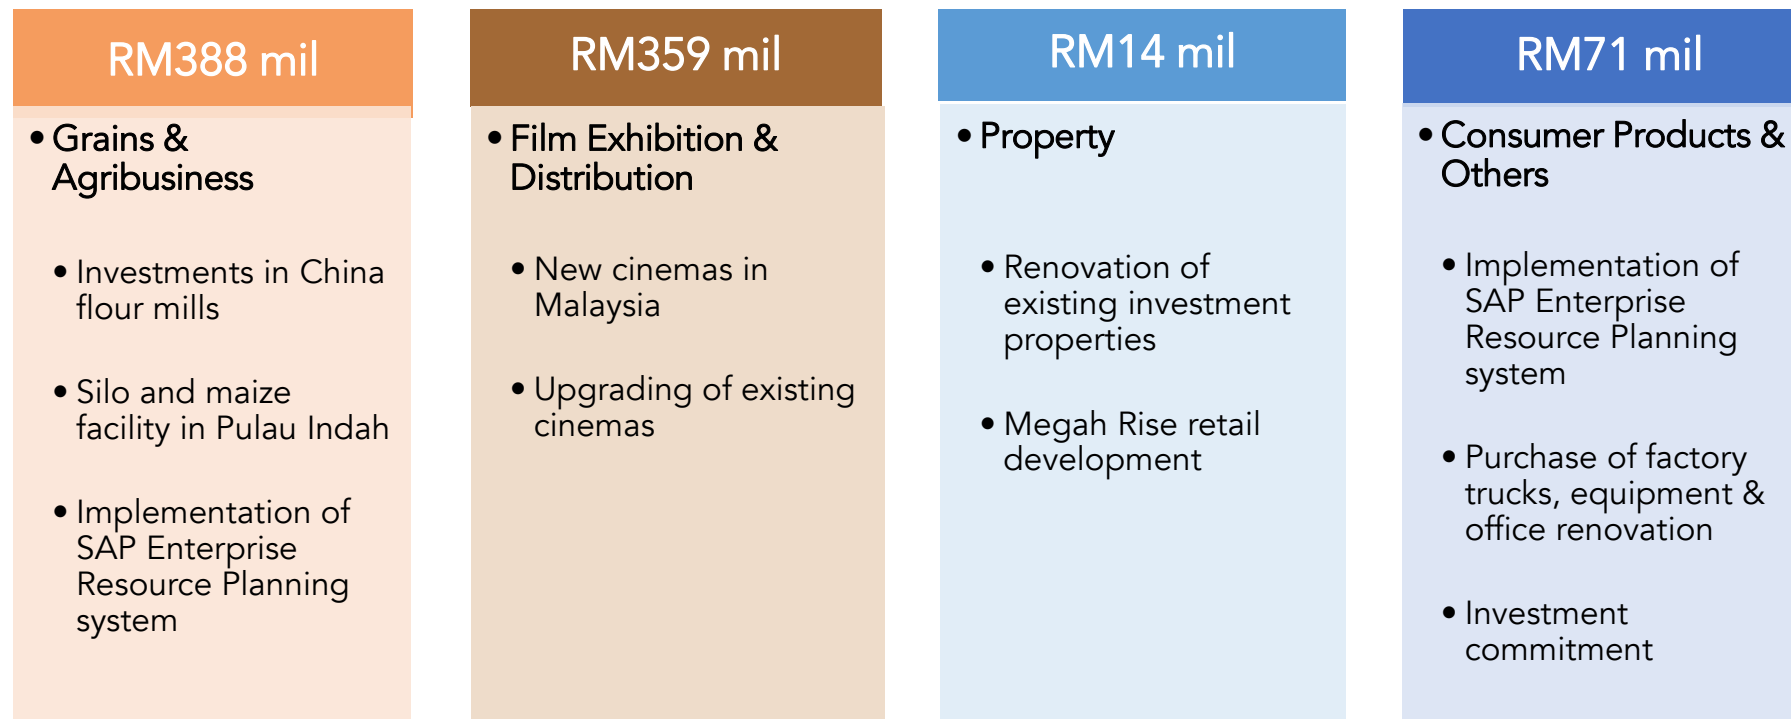 RM388 mil
• Grains &
Agribusiness
• Investments in China
flour mills
• Silo and maize
facility in Pulau Indah
• Implementation of
SAP Enterprise
Resource Planning
system
RM359 mil
• Film Exhibition &
Distribution
• New cinemas in
Malaysia
• Upgrading of existing
cinemas
RM14 mil
• Property
• Renovation of
existing investment
properties
• Megah Rise retail
development
RM71 mil
• Consumer Products &
Others
• Implementation of
SAP Enterprise
Resource Planning
system
• Purchase of factory
trucks, equipment &
office renovation
• Investment
commitment